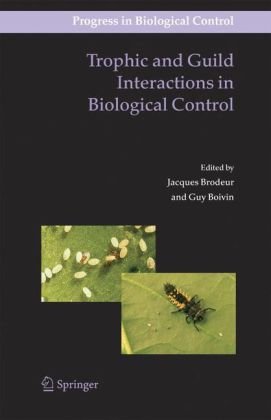 Progress in Biological Control
Trophic and Guild
Interactions in
Biological Control
Edited by
Jacques Brodeur
and Guy Boivin
Springer